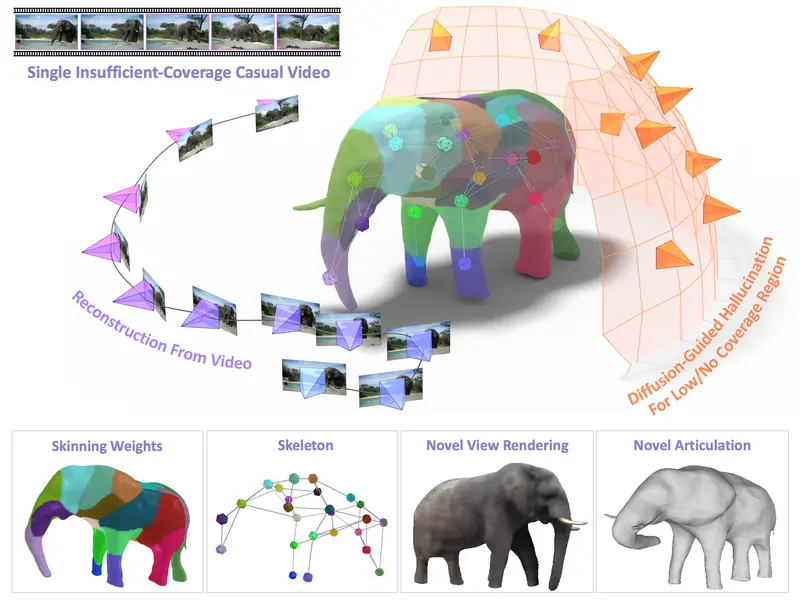 Single Insufficient-Coverage Casual Video
Reconstruction From Video
Diffusion-Guided Hallucination
For Low/No Coverage Region
Skinning Weights
Skeleton
Novel View Rendering
Novel Articulation